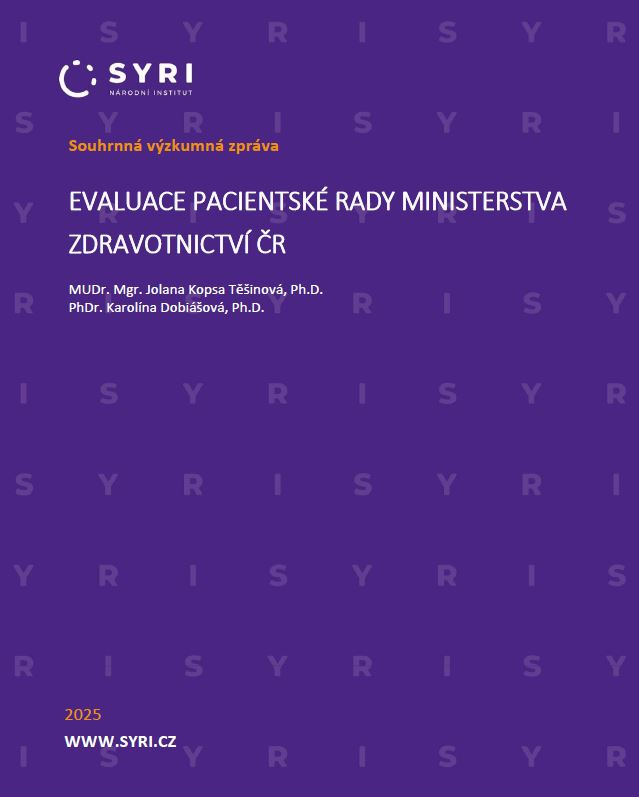 I S Y R I S Y R
SYRI
NÁRODNÍ INSTITUT
S Y R I S Y R I
Souhrnná výzkumná zpráva
EVALUACE PACIENTSKÉ RADY MINISTERSTVA
Y R I S Y R I S
ZDRAVOTNICTVÍ ČR
MUDr. Mgr. Jolana Kopsa Těšinová, Ph.D.
R I S Y R I S Y
PhDr. Karolína Dobiášová, Ph.D.
I S Y R I S Y R
S Y R I S Y R I
Y R I S Y R I S
R I S Y R I S Y
2025
WWW.SYRI.CZ
I S Y R I S Y R